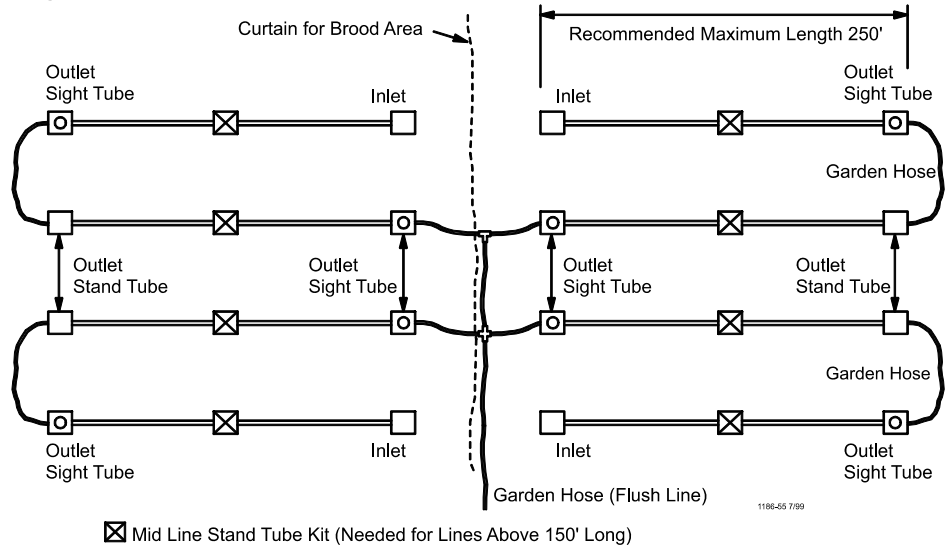 Curtain for Brood Area
Recommended Maximum Length 250'
Outlet
Sight Tube
Inlet
Inlet
Outlet
Sight Tube
Garden Hose
Outlet
Stand Tube
Outlet
Sight Tube
Outlet
Sight Tube
Outlet
Stand Tube
Garden Hose
Outlet
Sight Tube
Inlet
Inlet
Outlet
Sight Tube
Garden Hose (Flush Line)
1186-55 7/99
Mid Line Stand Tube Kit (Needed for Lines Above 150' Long)